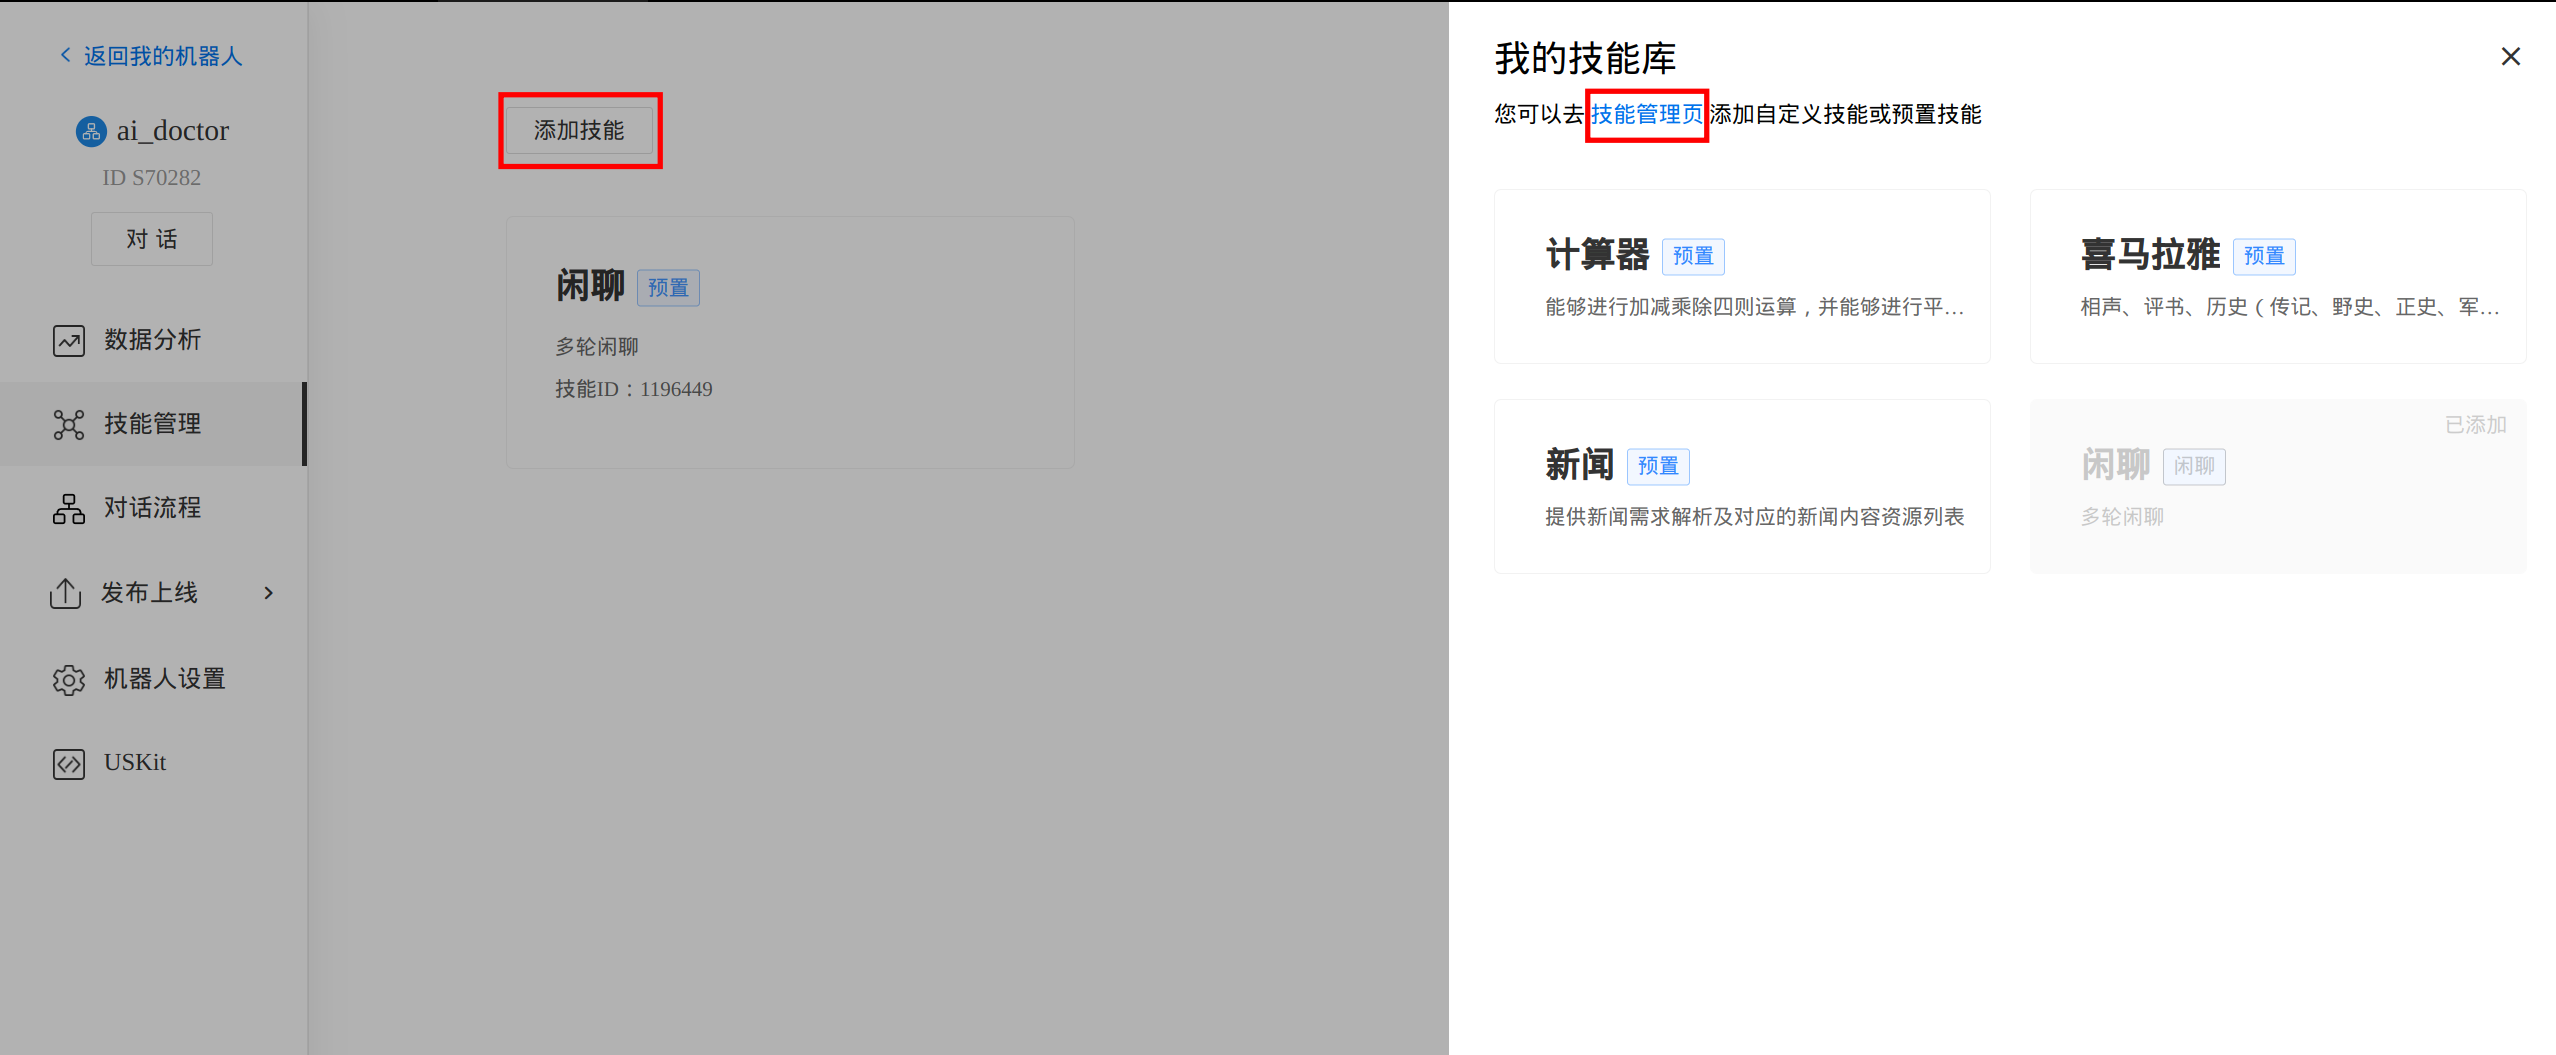 返回我的机器人
ai_doctor
ID S70282
对 话
数据分析
技能管理
对话流程
发布上线
机器人设置
USKit
添加技能
闲聊 预置
多轮闲聊
技能ID：1196449
我的技能库
您可以去 技能管理页 添加自定义技能或预置技能
计算器 预置
能够进行加减乘除四则运算，并能够进行平...
喜马拉雅 预置
相声、评书、历史（传记、野史、正史、军...
新闻 预置
提供新闻需求解析及对应的新闻内容资源列表
已添加
闲聊 闲聊
多轮闲聊